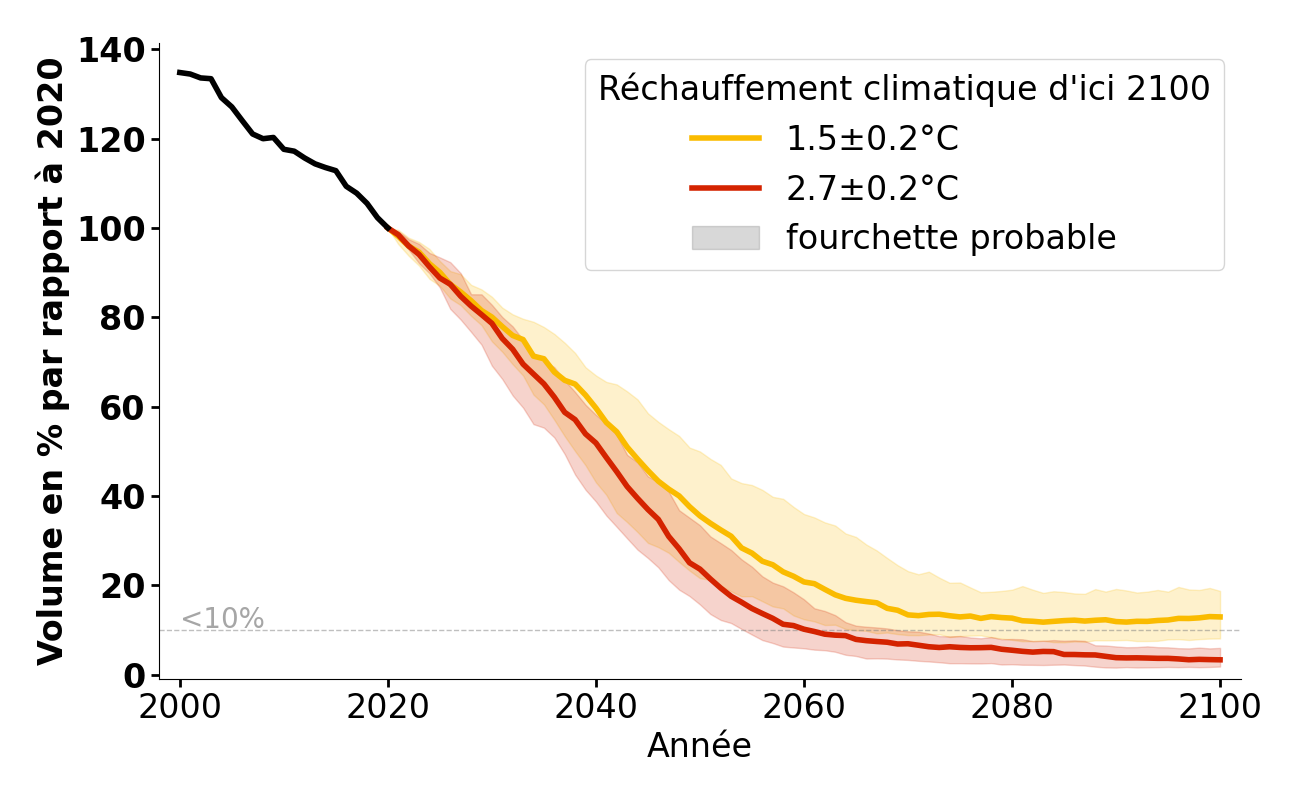 Volume en % par rapport à 2020
140
120
100
80
60
40
20
0
Réchauffement climatique d'ici 2100
1.5±0.2°C
2.7±0.2°C
fourchette probable
<10%
2000 2020 2040 2060 2080 2100
Année